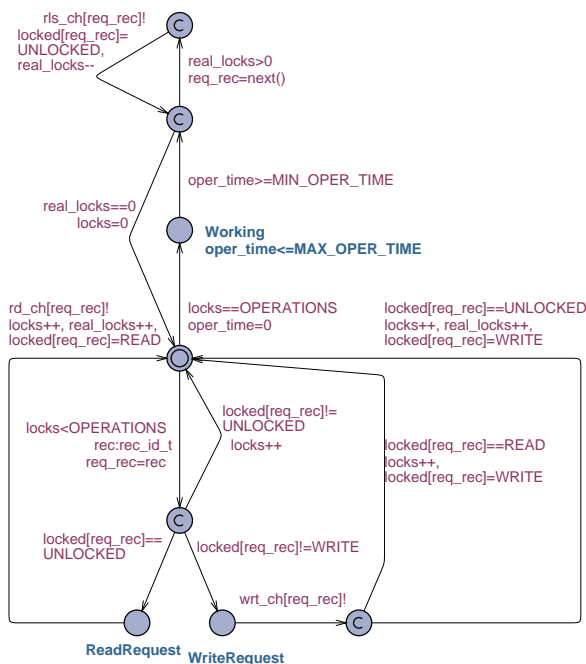 rls_ch[req_rec]!
locked[req_rec]=
UNLOCKED,
real_locks--
C
real_locks>0
req_rec=next()
C
oper_time>=MIN_OPER_TIME
real_locks==0
locks=0
Working
oper_time<=MAX_OPER_TIME
rd_ch[req_rec]!
locks++, real_locks++,
locked[req_rec]=READ
locks==OPERATIONS
oper_time=0
locked[req_rec]==UNLOCKED
locks++, real_locks++,
locked[req_rec]=WRITE
locks<OPERATIONS
rec:rec_id_t
req_rec=rec
locked[req_rec]!=
UNLOCKED
locks++
locked[req_rec]==READ
locks++,
locked[req_rec]=WRITE
C
locked[req_rec]==
UNLOCKED
locked[req_rec]!=WRITE
wrt_ch[req_rec]!
C
ReadRequest
WriteRequest